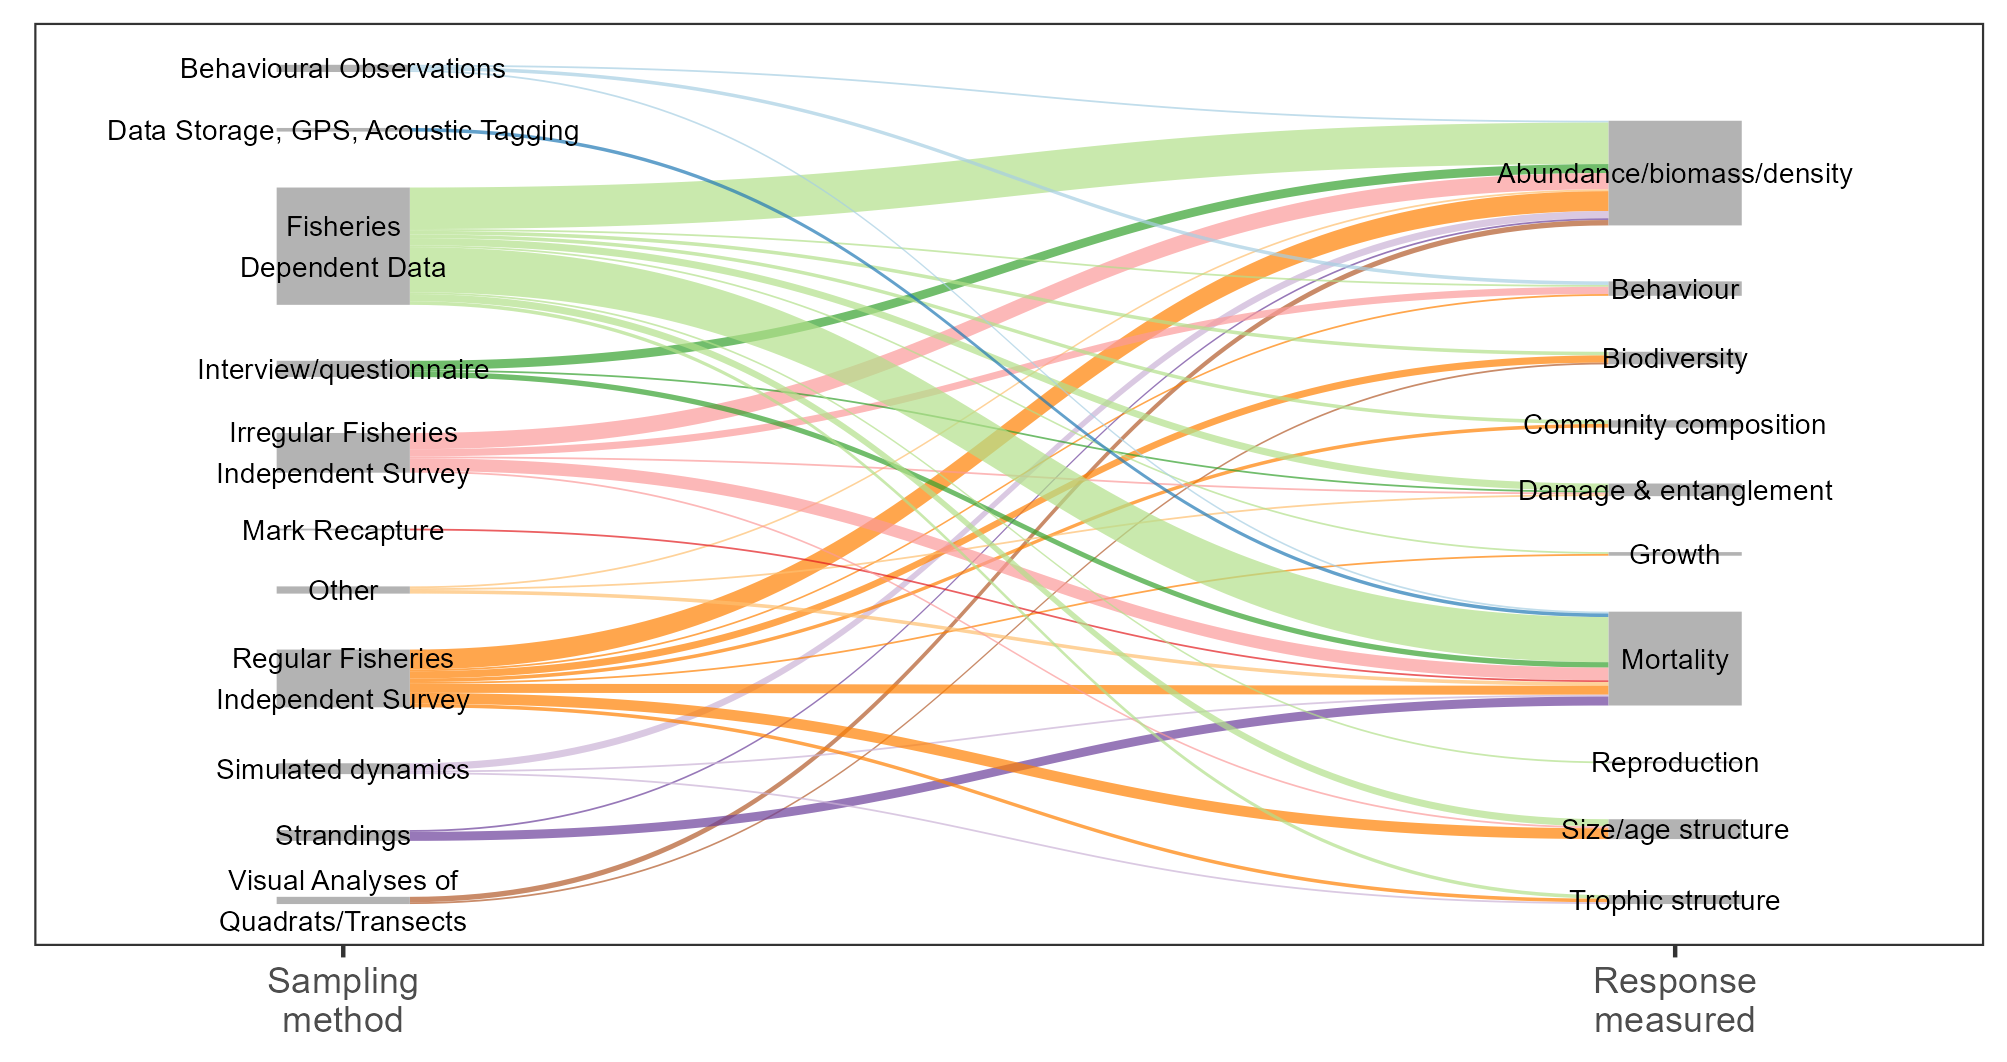 Behavioural Observations
Data Storage, GPS, Acoustic Tagging
Fisheries
Dependent Data
Interview/questionnaire
Irregular Fisheries
Independent Survey
Mark Recapture
Other
Regular Fisheries
Independent Survey
Simulated dynamics
Strandings
Visual Analyses of
Quadrats/Transects
Abundance/biomass/density
Behaviour
Biodiversity
Community composition
Damage & entanglement
Growth
Mortality
Reproduction
Size/age structure
Trophic structure
Sampling
method
Response
measured